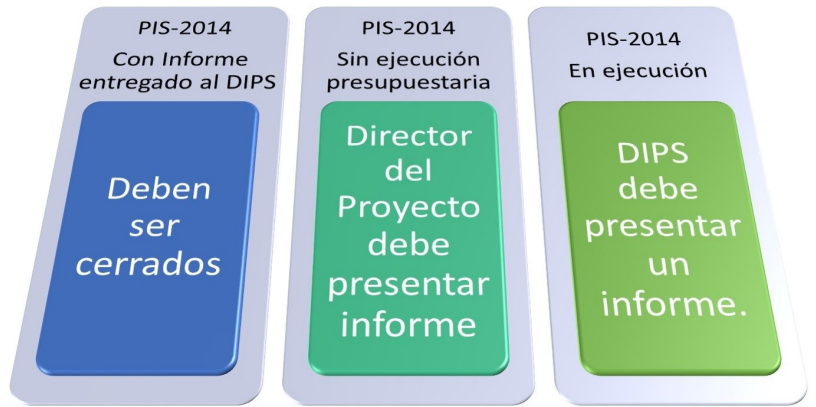 PIS-2014
Con Informe
entregado al DIPS
Deben
ser
cerrados
PIS-2014
Sin ejecución
presupuestaria
Director
del
Proyecto
debe
presentar
informe
PIS-2014
En ejecución
DIPS
debe
presentar
un
informe.